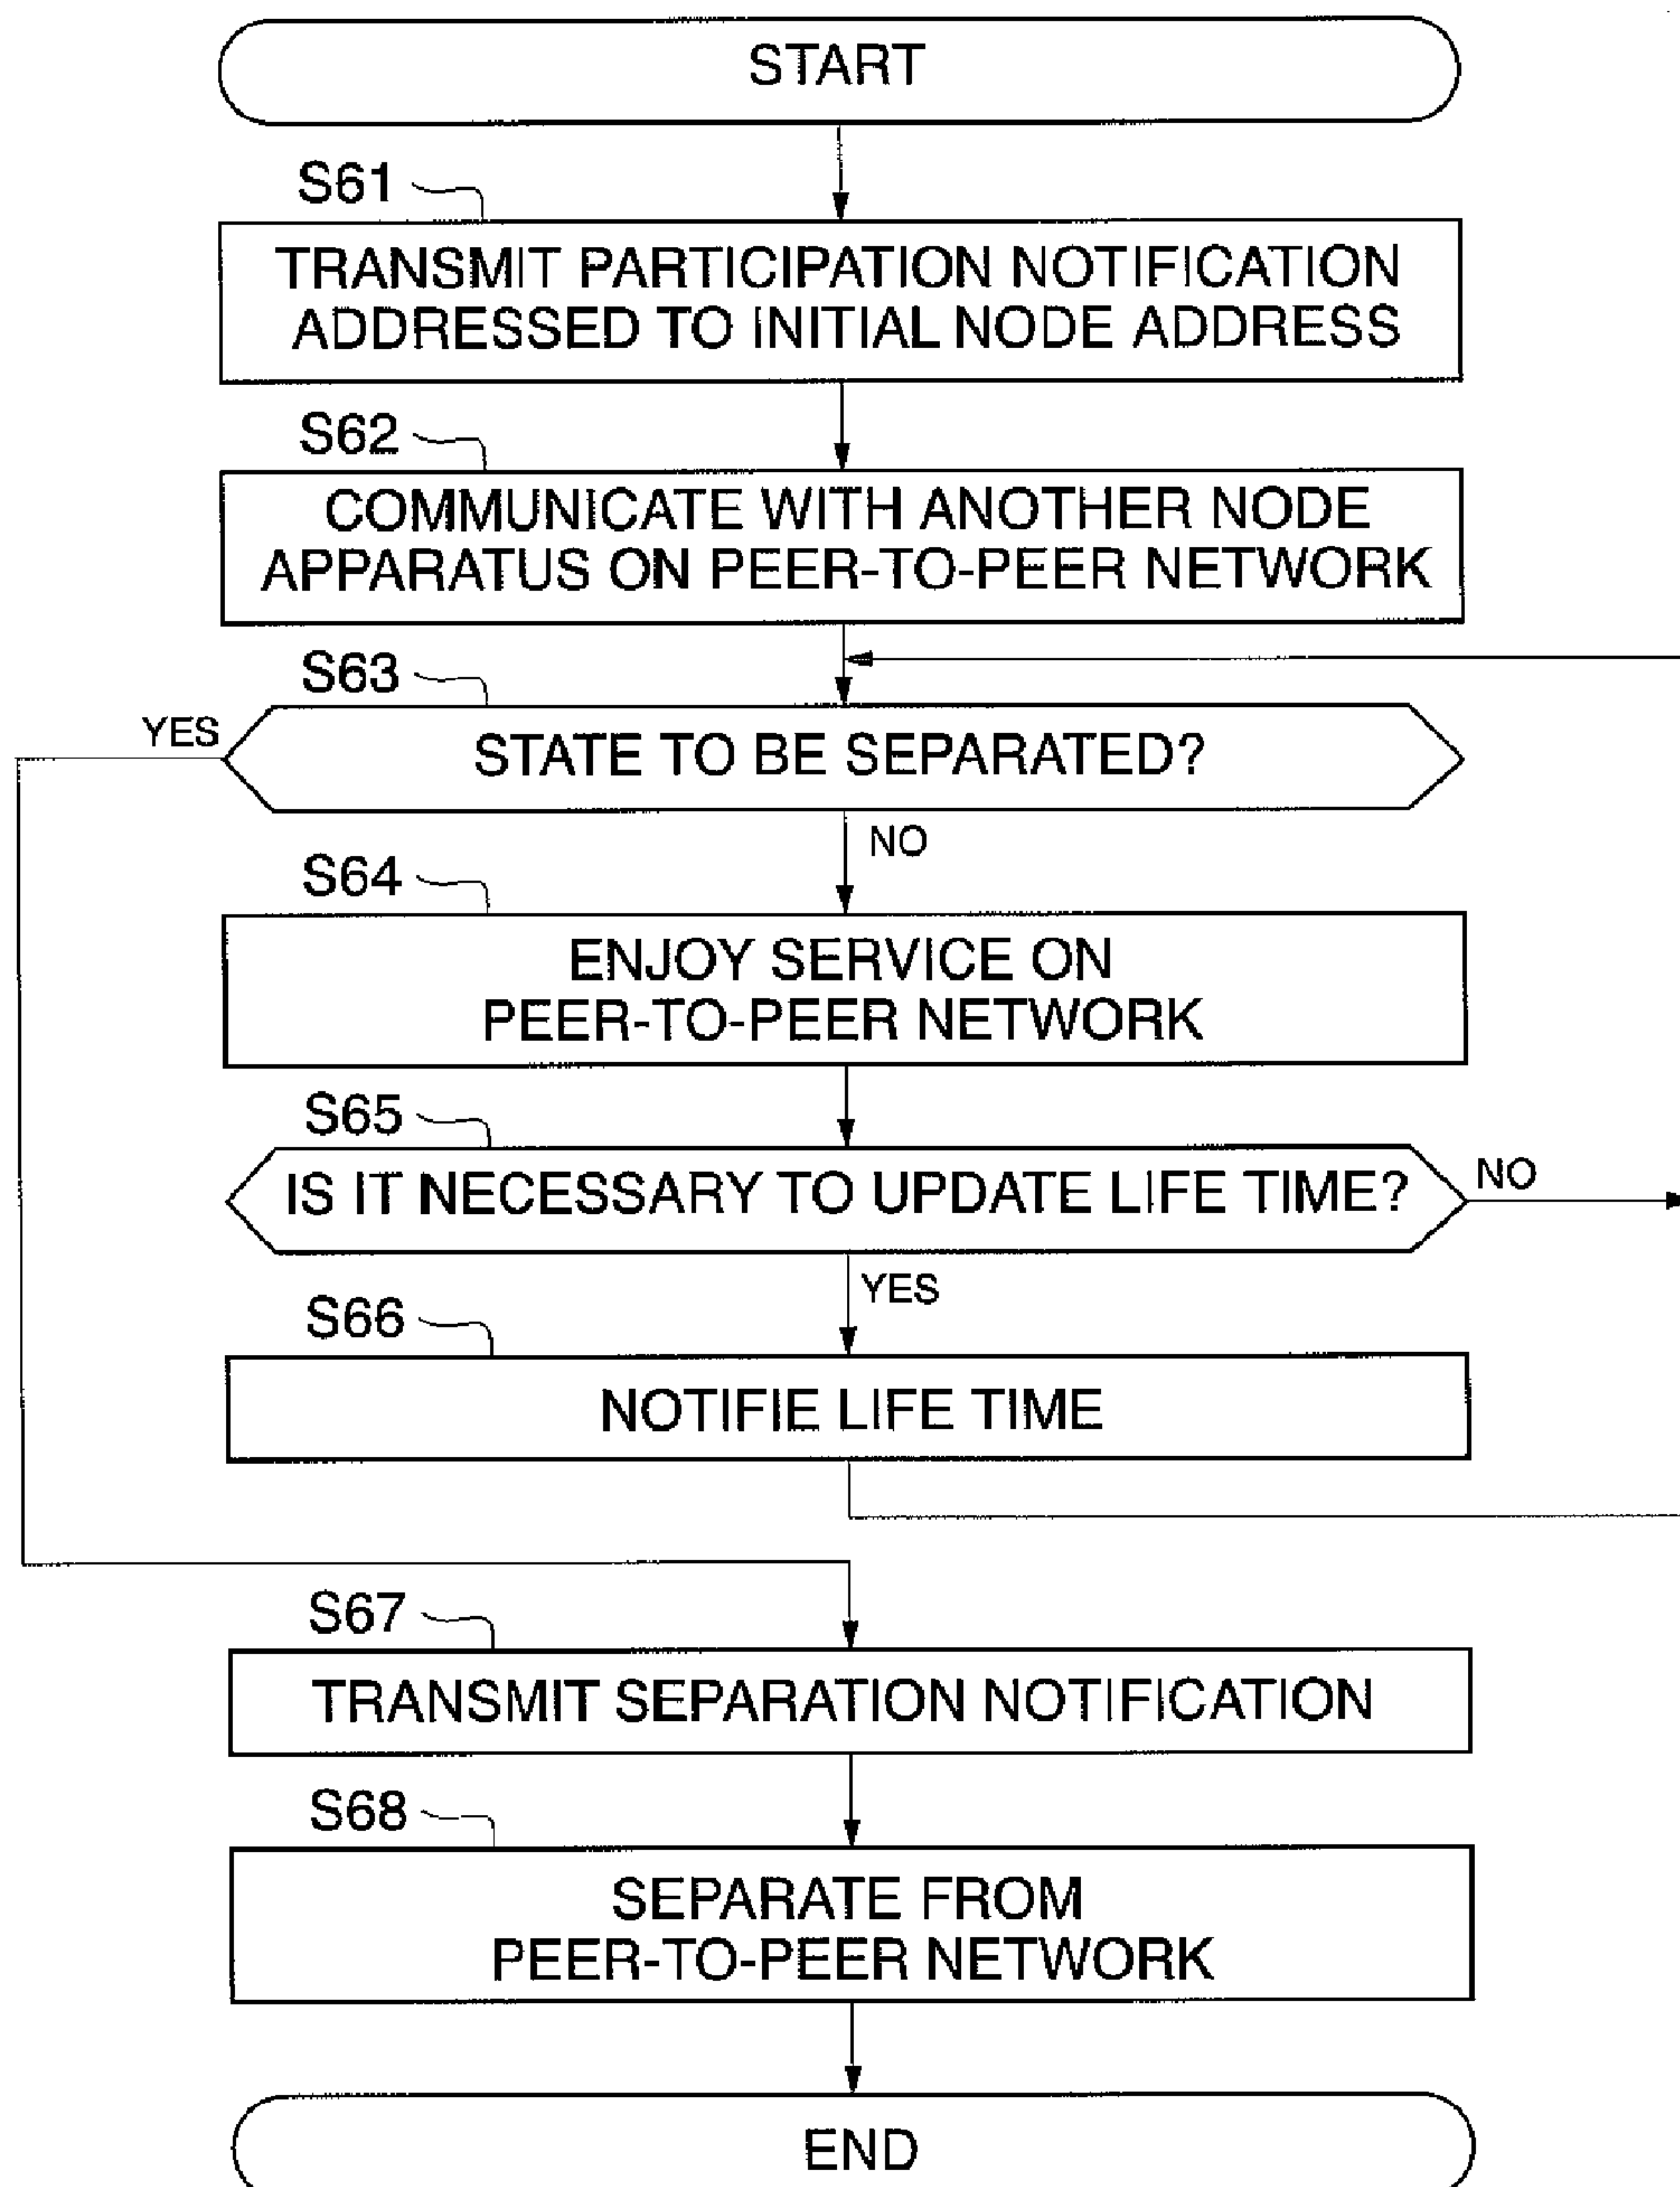 START
S61
TRANSMIT PARTICIPATION NOTIFICATION
ADDRESSED TO INITIAL NODE ADDRESS
S62
COMMUNICATE WITH ANOTHER NODE
APPARATUS ON PEER-TO-PEER NETWORK
S63
YES
STATE TO BE SEPARATED?
NO
S64
ENJOY SERVICE ON
PEER-TO-PEER NETWORK
S65
IS IT NECESSARY TO UPDATE LIFE TIME?
NO
YES
S66
NOTIFIE LIFE TIME
S67
TRANSMIT SEPARATION NOTIFICATION
S68
SEPARATE FROM
PEER-TO-PEER NETWORK
END